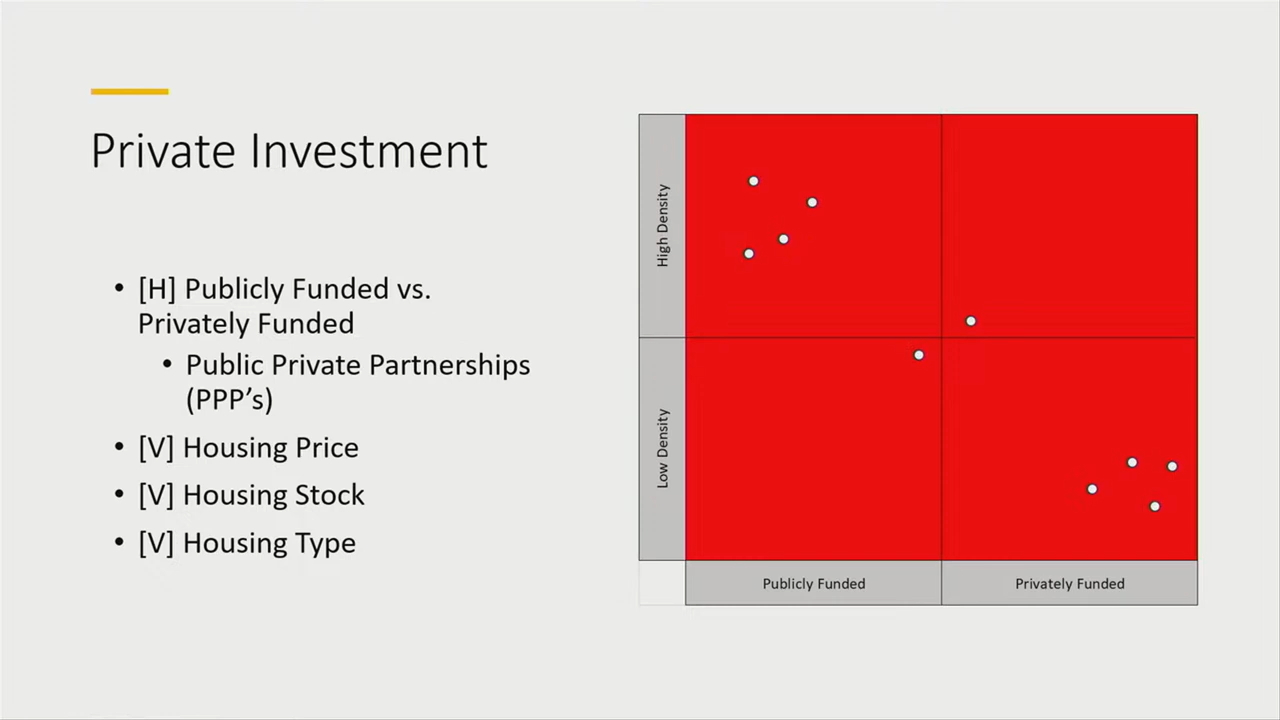 Private Investment
• [H] Publicly Funded vs.
Privately Funded
• Public Private Partnerships
(PPP’s)
• [V] Housing Price
• [V] Housing Stock
• [V] Housing Type
High Density
Low Density
Publicly Funded
Privately Funded